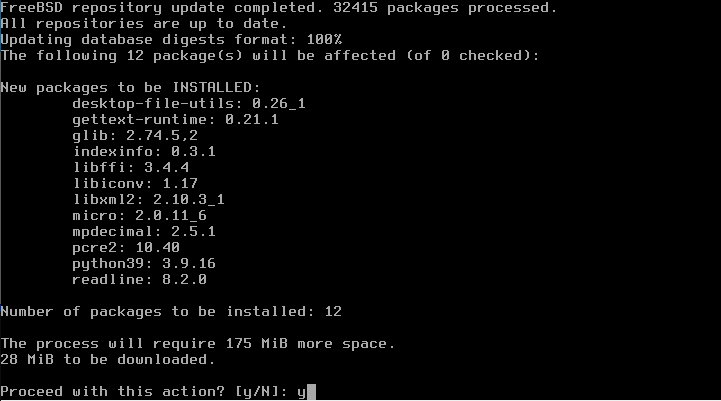 FreeBSD repository update completed. 32415 packages processed.
All repositories are up to date.
Updating database digests format: 100%
The following 12 package(s) will be affected (of 0 checked):
New packages to be INSTALLED:
desktop-file-utils: 0.26_1
gettext-runtime: 0.21.1
glib: 2.74.5,2
indexinfo: 0.3.1
libffi: 3.4.4
libiconv: 1.17
libxml2: 2.10.3_1
micro: 2.0.11_6
mpdecimal: 2.5.1
pcre2: 10.40
python39: 3.9.16
readline: 8.2.0
Number of packages to be installed: 12
The process will require 175 MiB more space.
28 MiB to be downloaded.
Proceed with this action? [y/N]: y